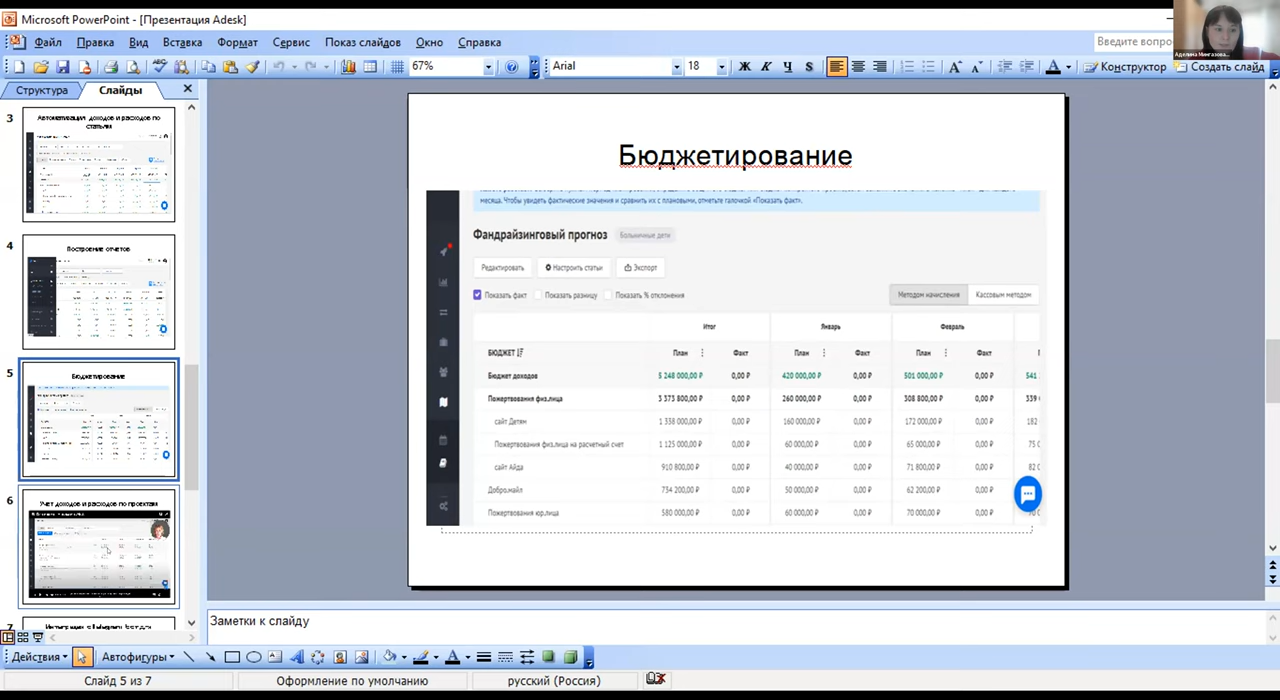 Microsoft PowerPoint - [Презентация Adesk]
Файл Правка Вид Вставка Формат Сервис Показ слайдов Окно Справка
Введите вопро
67% Arial 18 Ж К Ч S Конструктор Создать слайд
Структура Слайды
3
Автоматизация доходов и расходов по
статьям
4
Построение отчетов
5
Бюджетирование
6
Учет доходов и расходов по проектам
7
Бюджетирование
месяца. Чтобы увидеть фактические значения и сравнить их с плановыми, отметьте галочкой «Показать факт».
Фандрайзинговый прогноз Больничные дети
Редактировать Настроить статьи Экспорт
Показать факт Показать разницу Показать % отклонения Методом начисления Кассовым методом
Итог Январь Февраль
БЮДЖЕТ План Факт План Факт План Факт
Бюджет доходов 5 248 000,00 ₽ 0,00 ₽ 420 000,00 ₽ 0,00 ₽ 501 000,00 ₽ 0,00 ₽ 541
Пожертвования физ.лица 3 373 800,00 ₽ 0,00 ₽ 260 000,00 ₽ 0,00 ₽ 308 800,00 ₽ 0,00 ₽ 339
сайт Детям 1 338 000,00 ₽ 0,00 ₽ 160 000,00 ₽ 0,00 ₽ 172 000,00 ₽ 0,00 ₽ 182
Пожертвования физ.лица на расчетный счет 1 125 000,00 ₽ 0,00 ₽ 60 000,00 ₽ 0,00 ₽ 65 000,00 ₽ 0,00 ₽ 75
сайт Айда 910 800,00 ₽ 0,00 ₽ 40 000,00 ₽ 0,00 ₽ 71 800,00 ₽ 0,00 ₽ 82
Добро.мэйл 734 200,00 ₽ 0,00 ₽ 50 000,00 ₽ 0,00 ₽ 62 200,00 ₽ 0,00 ₽
Пожертвования юр.лица 580 000,00 ₽ 0,00 ₽ 60 000,00 ₽ 0,00 ₽ 70 000,00 ₽ 0,00 ₽
Заметки к слайду
Действия Автофигуры
Слайд 5 из 7 Оформление по умолчанию русский (Россия)